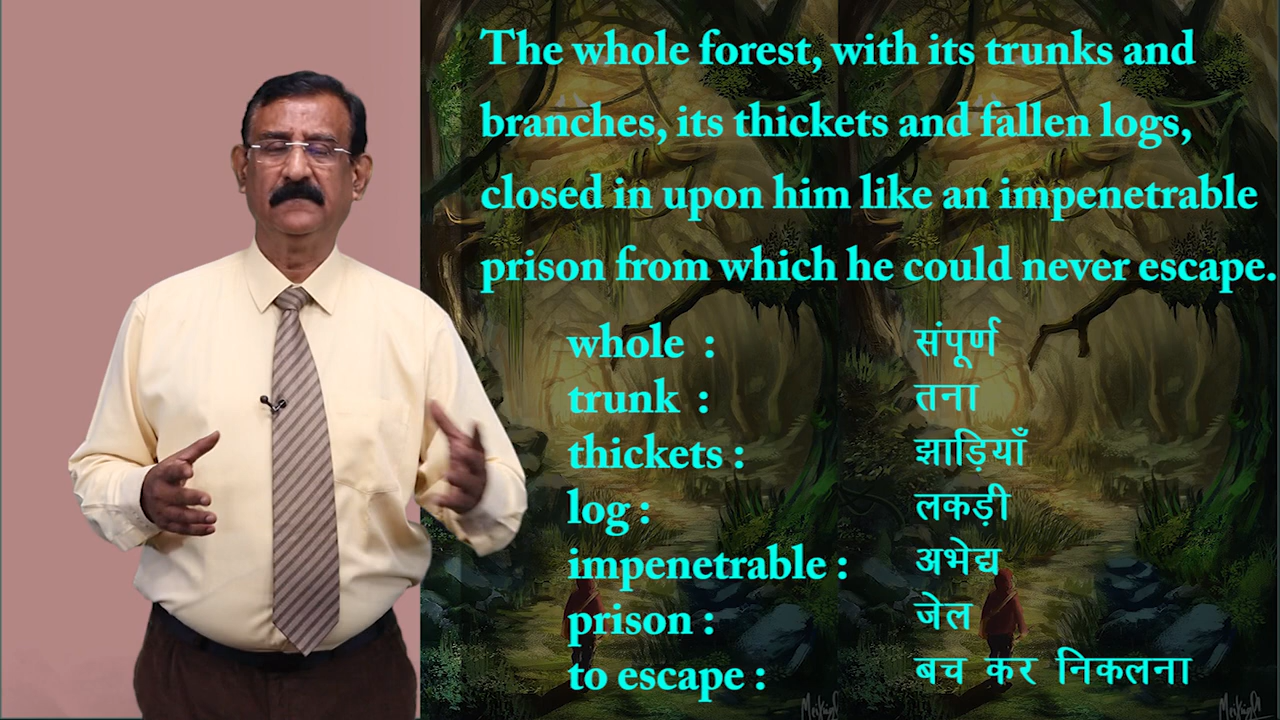 The whole forest, with its trunks and
branches, its thickets and fallen logs,
closed in upon him like an impenetrable
prison from which he could never escape.
whole : संपूर्ण
trunk : तना
thickets : झाड़ियाँ
log : लकड़ी
impenetrable : अभेद्य
prison : जेल
to escape : बच कर निकलना